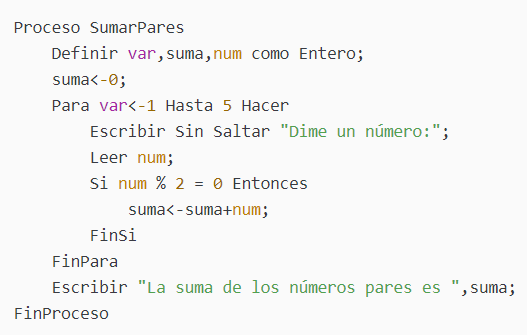 Proceso SumarPares
    Definir var,suma,num como Entero;
    suma<-0;
    Para var<-1 Hasta 5 Hacer
        Escribir Sin Saltar "Dime un número:";
        Leer num;
        Si num % 2 = 0 Entonces
            suma<-suma+num;
        FinSi
    FinPara
    Escribir "La suma de los números pares es ",suma;
FinProceso